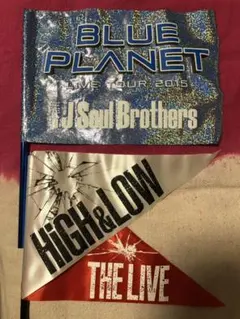 BLUE
PLANET
LIVE TOUR 2015
J Soul Brothers
HiGH&LOW
THE LIVE